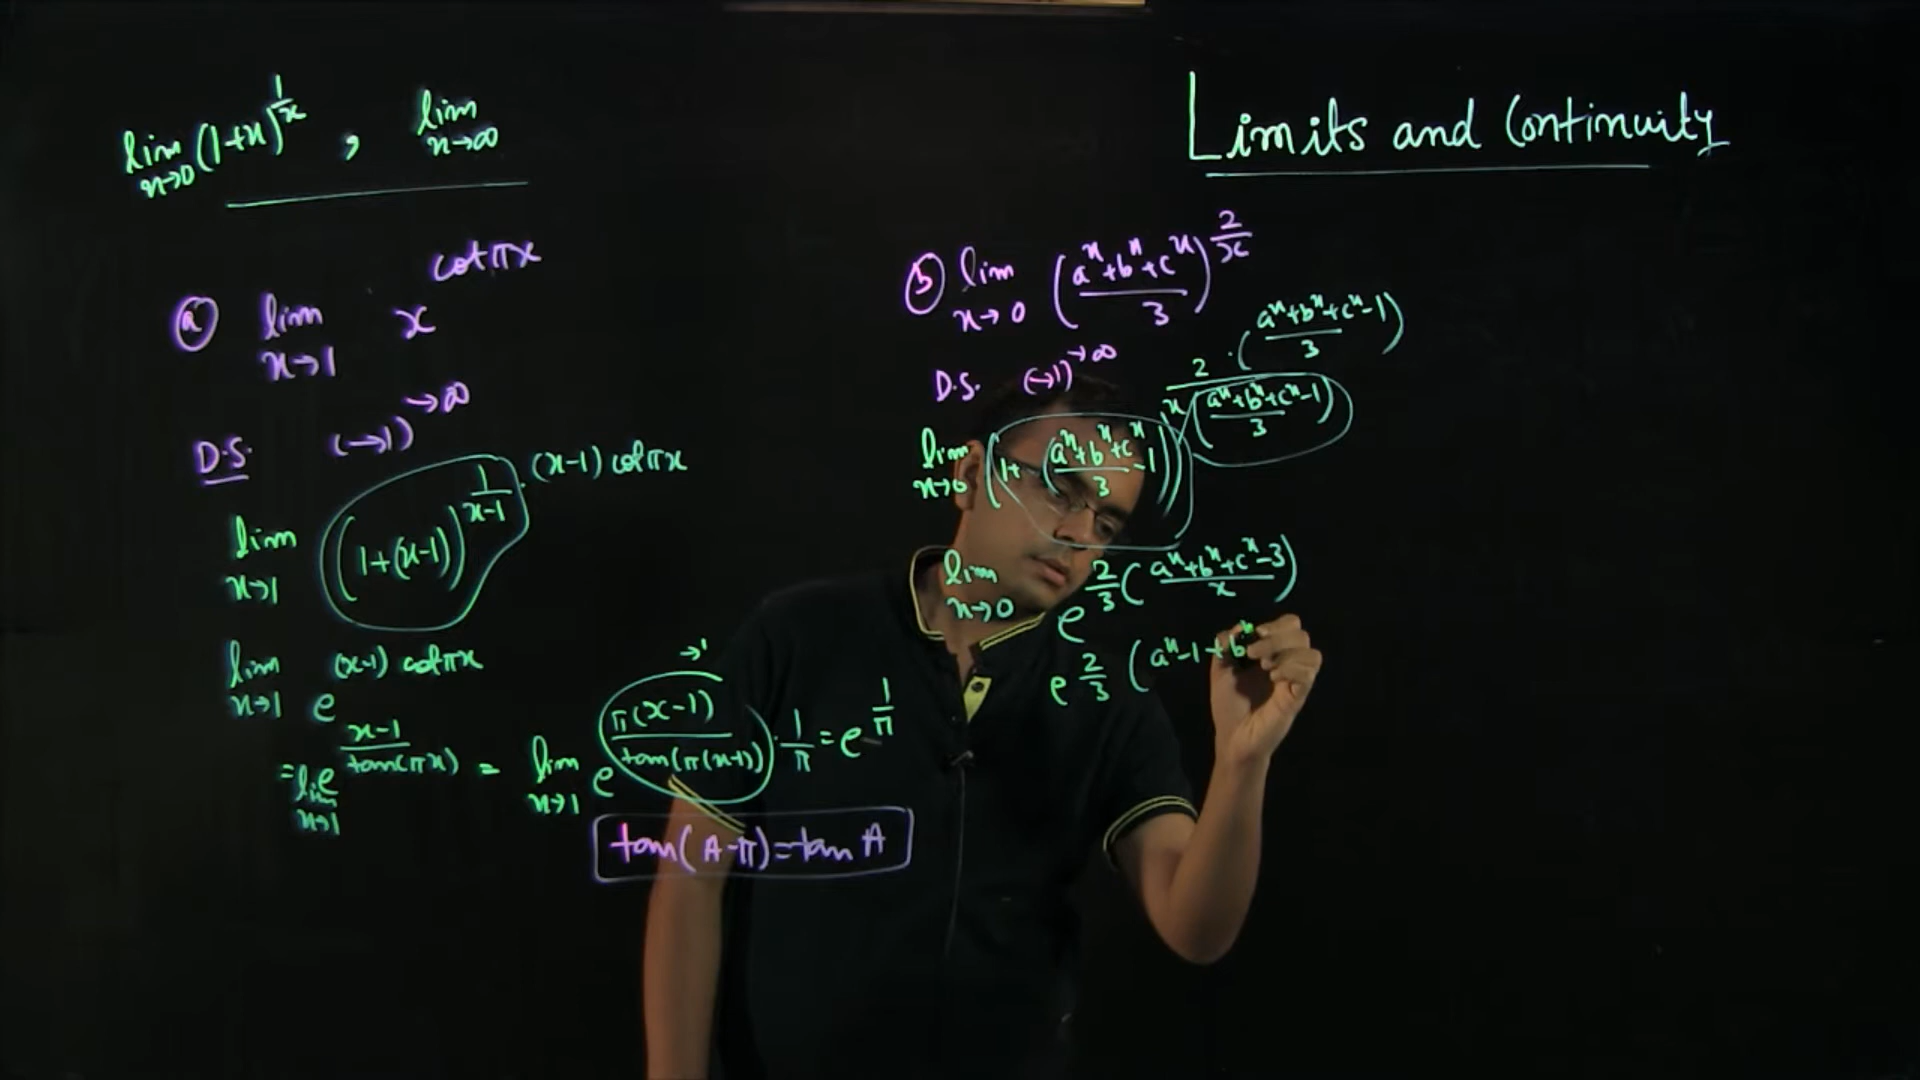 lim x→0 (1+x)^(1/x) , lim x→∞
Limits and Continuity
(a) lim x→1 x^(cotπx)
D.S. (→1)^(→∞)
lim x→1 (1+(x-1))^(1/(x-1) · (x-1) cotπx)
lim x→1 e^((x-1) cotπx)
= lim x→1 e^((x-1)/tan(πx)) = lim x→1 e^(π(x-1)/tan(π(x-1)) · 1/π) = e^(1/π)
→1
tan(A-π)=tan A
(b) lim x→0 ((a^x+b^x+c^x)/3)^(2/x)
D.S. (→1)^(→∞)
lim x→0 (1+((a^x+b^x+c^x)/3 -1))^(2/x · ((a^x+b^x+c^x)/3 -1)/((a^x+b^x+c^x)/3 -1))
lim x→0 e^(2/3 ((a^x+b^x+c^x-3)/x))
e^(2/3 (a^x-1+b^x